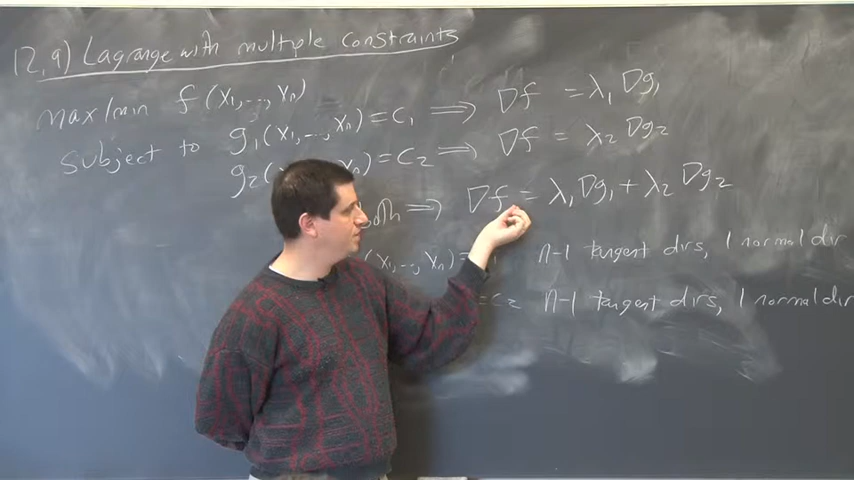 12,9) Lagrange with multiple constraints
max/min f(x₁,...,xₙ)
subject to g₁(x₁,...,xₙ)=c₁ ⟹ ∇f = λ₁∇g₁
g₂( xₙ)=c₂ ⟹ ∇f = λ₂∇g₂
⟹ ∇f = λ₁∇g₁+λ₂∇g₂
(x₁,...,xₙ)= n-1 tangent dirs, 1 normal dir
=c₂ n-1 tangent dirs, 1 normal dir